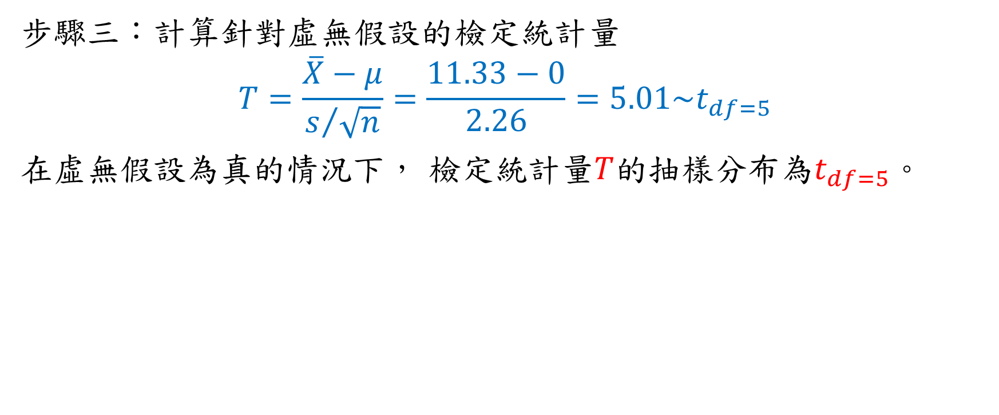 步驟三：計算針對虛無假設的檢定統計量
T = (X̄ − μ)/(s/√n) = (11.33 − 0)/2.26 = 5.01~t_{df=5}
在虛無假設為真的情況下， 檢定統計量T的抽樣分布為t_{df=5}。